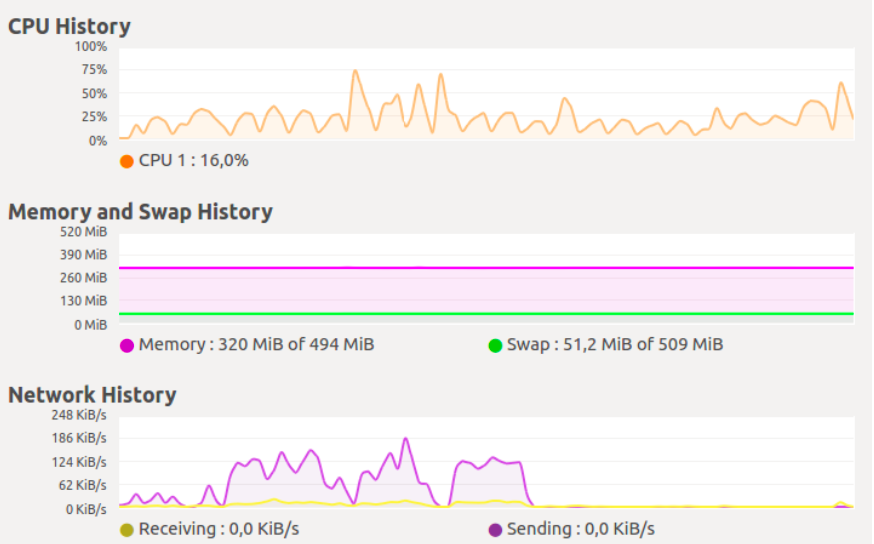 CPU History
100%
75%
50%
25%
0%
CPU 1 : 16,0%
Memory and Swap History
520 MiB
390 MiB
260 MiB
130 MiB
0 MiB
Memory : 320 MiB of 494 MiB Swap : 51,2 MiB of 509 MiB
Network History
248 KiB/s
186 KiB/s
124 KiB/s
62 KiB/s
0 KiB/s
Receiving : 0,0 KiB/s Sending : 0,0 KiB/s